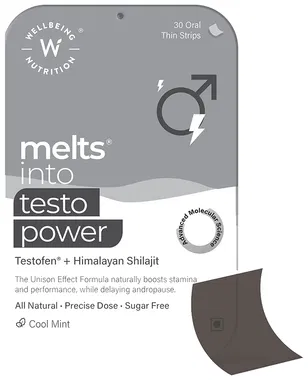 WELLBEING
W
NUTRITION
®
30 Oral
Thin Strips
melts®
into
testo
power
Advanced Molecular Science
Testofen® + Himalayan Shilajit
The Unison Effect Formula naturally boosts stamina
and performance, while delaying andropause.
All Natural • Precise Dose • Sugar Free
Cool Mint